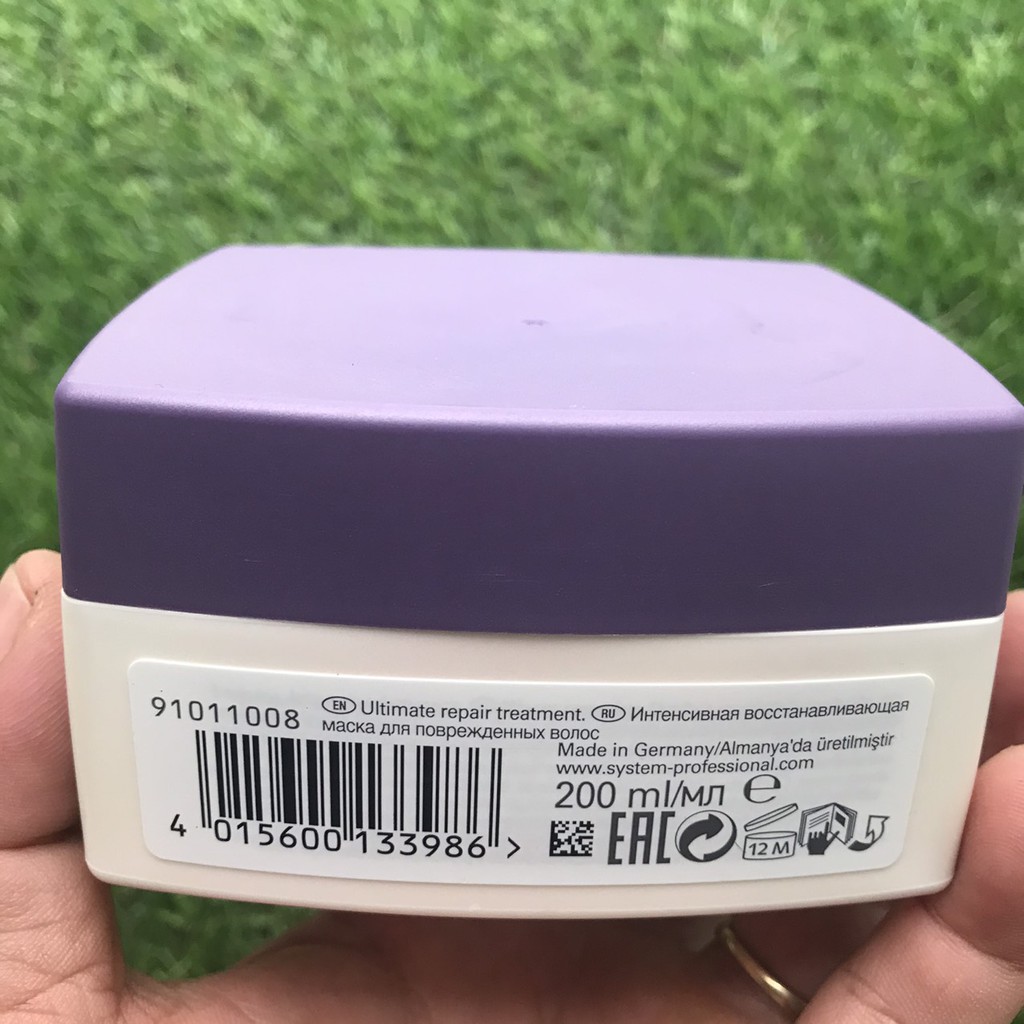 91011008
EN Ultimate repair treatment. RU Интенсивная восстанавливающая
маска для поврежденных волос
Made in Germany/Almanya'da üretilmiştir
www.system-professional.com
200 ml/мл ℮
4 015600 133986 >
EAC
12 M